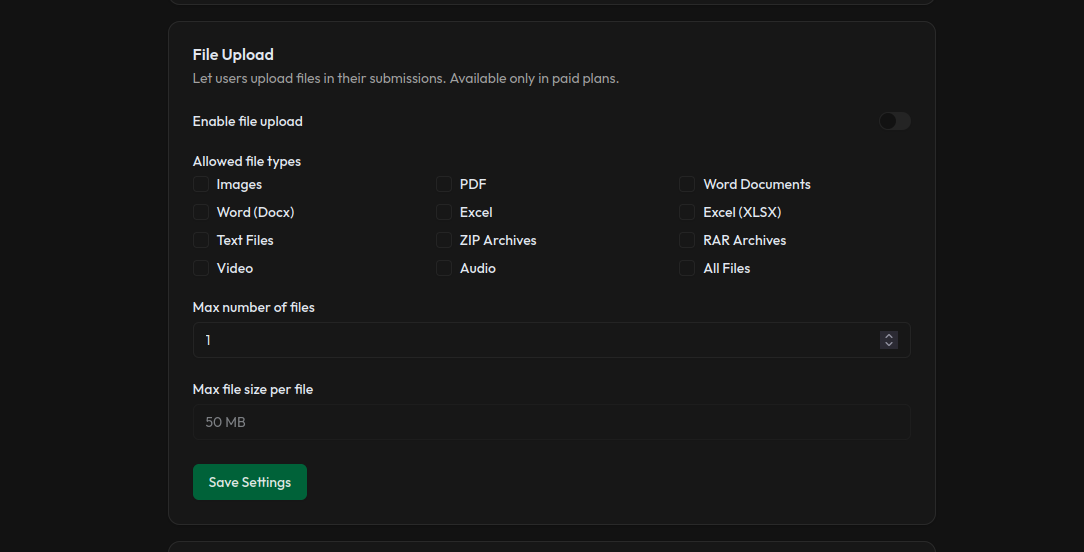 File Upload
Let users upload files in their submissions. Available only in paid plans.
Enable file upload
Allowed file types
Images
PDF
Word Documents
Word (Docx)
Excel
Excel (XLSX)
Text Files
ZIP Archives
RAR Archives
Video
Audio
All Files
Max number of files
1
Max file size per file
50 MB
Save Settings